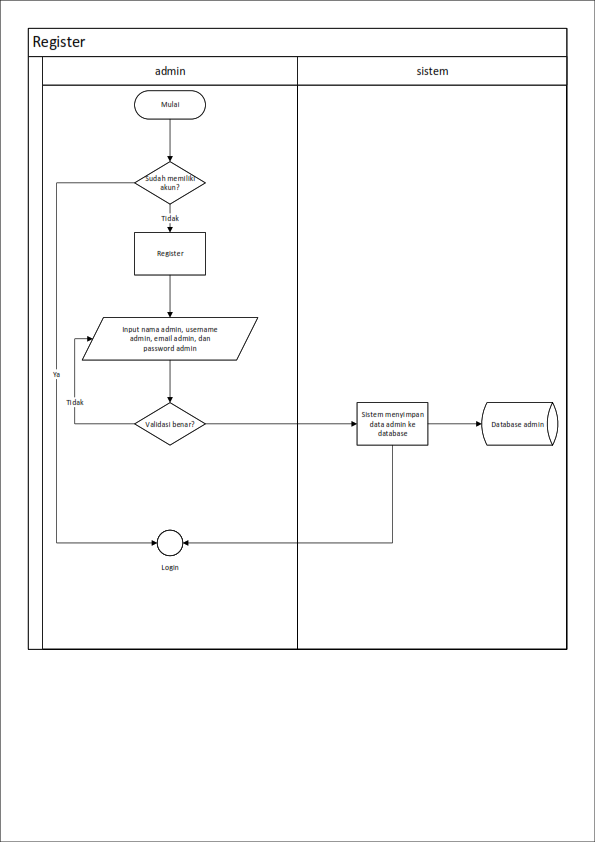 Register
admin
sistem
Mulai
Sudah memiliki
akun?
Tidak
Register
Input nama admin, username
admin, email admin, dan
password admin
Ya
Tidak
Validasi benar?
Sistem menyimpan
data admin ke
database
Database admin
Login